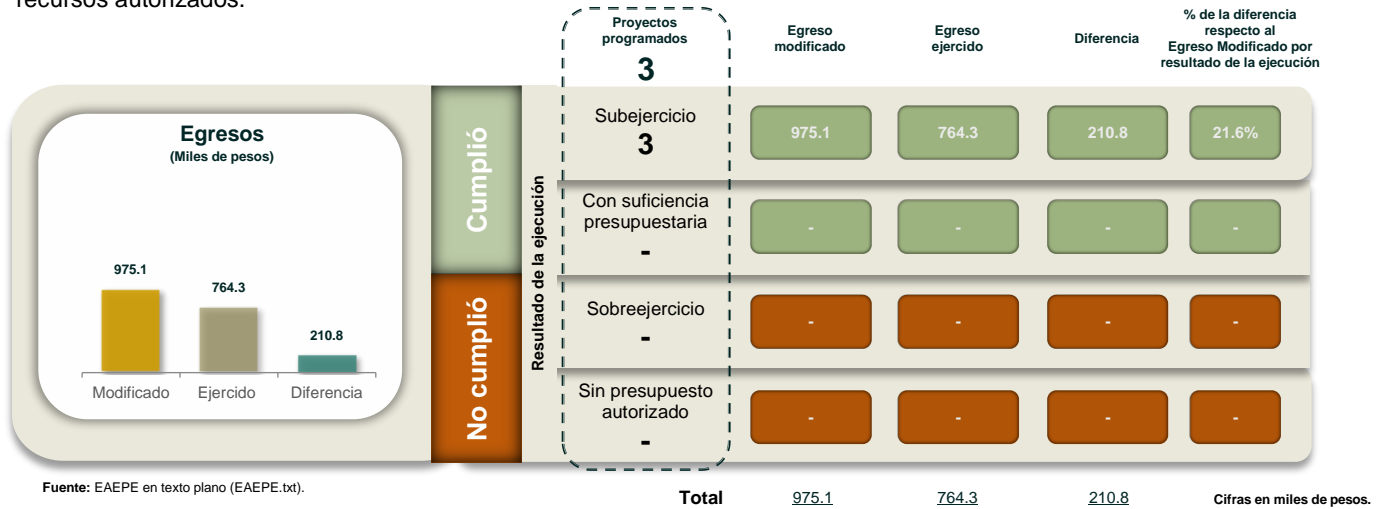 recursos autorizados.
Proyectos
programados
3
Egreso
modificado
Egreso
ejercido
Diferencia
% de la diferencia
respecto al
Egreso Modificado por
resultado de la ejecución
Egresos
(Miles de pesos)
975.1
764.3
210.8
Modificado
Ejercido
Diferencia
Cumplió
No cumplió
Resultado de la ejecución
Subejercicio
3
975.1
764.3
210.8
21.6%
Con suficiencia
presupuestaria
-
-
-
-
-
Sobreejercicio
-
-
-
-
-
Sin presupuesto
autorizado
-
-
-
-
-
Fuente: EAEPE en texto plano (EAEPE.txt).
Total 975.1 764.3 210.8 Cifras en miles de pesos.